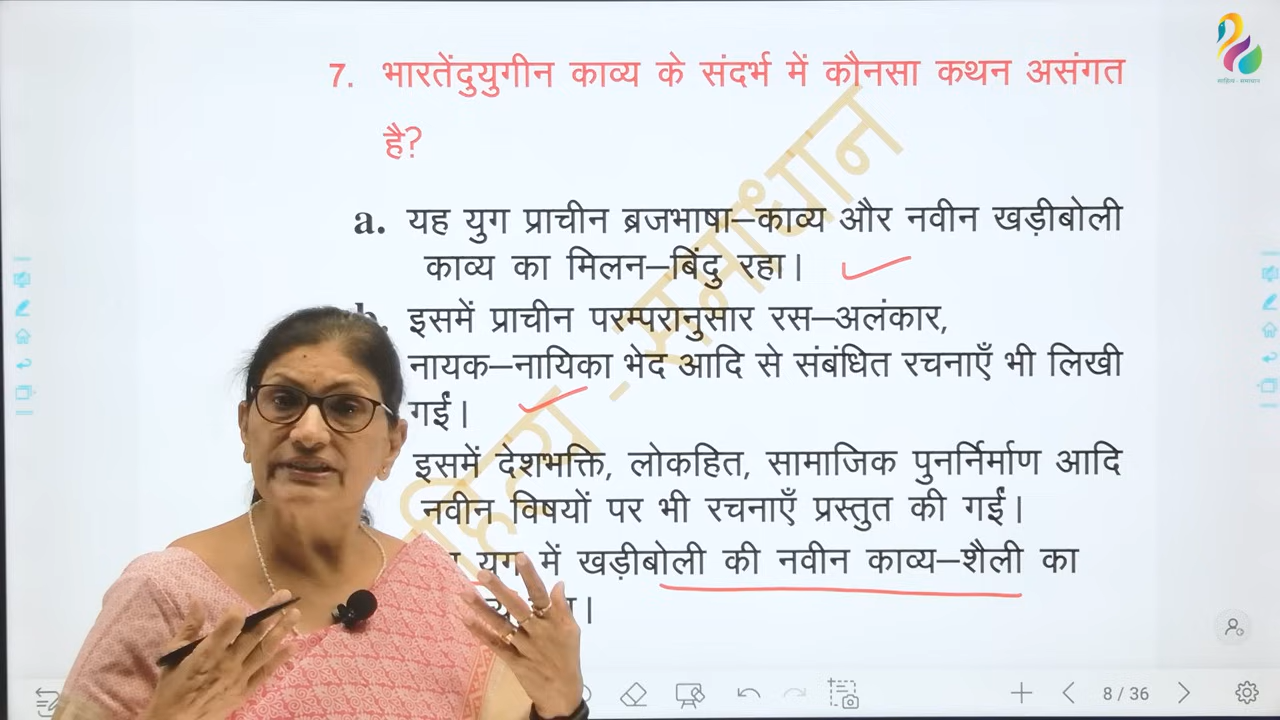 7. भारतेंदुयुगीन काव्य के संदर्भ में कौनसा कथन असंगत
है?
a. यह युग प्राचीन ब्रजभाषा–काव्य और नवीन खड़ीबोली
काव्य का मिलन–बिंदु रहा।
इसमें प्राचीन परम्परानुसार रस–अलंकार,
नायक–नायिका भेद आदि से संबंधित रचनाएँ भी लिखी
गईं।
इसमें देशभक्ति, लोकहित, सामाजिक पुनर्निर्माण आदि
नवीन विषयों पर भी रचनाएँ प्रस्तुत की गईं।
युग में खड़ीबोली की नवीन काव्य–शैली का
साहित्य - समाधान
साहित्य - समाधान
8 / 36